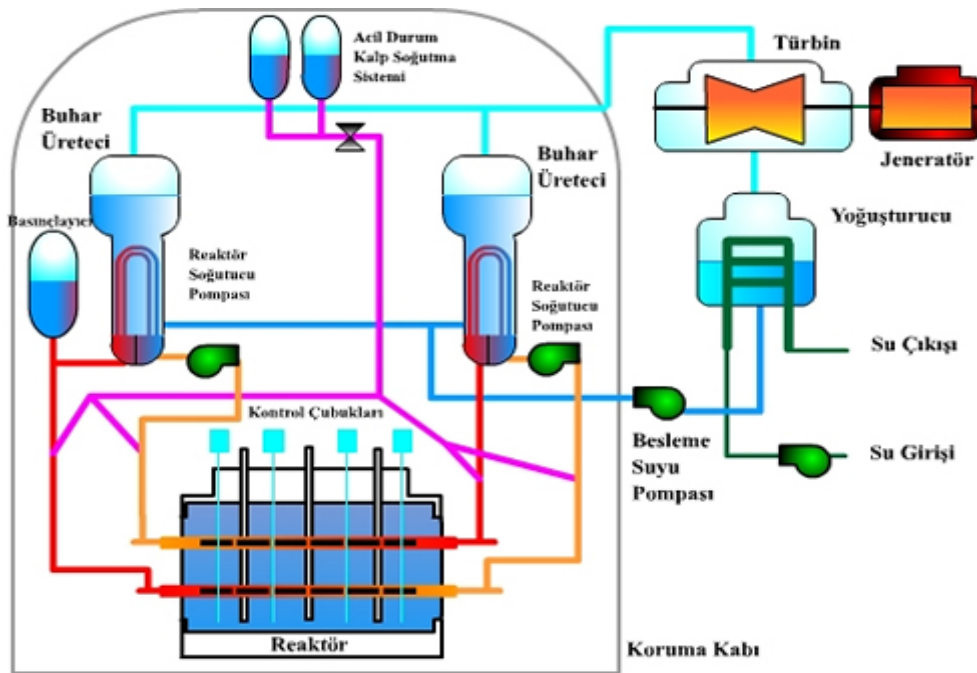 Acil Durum
Kalp Soğutma
Sistemi
Türbin
Buhar
Üreteci
Buhar
Üreteci
Jeneratör
Basınçlayıcı
Yoğuşturucu
Reaktör
Soğutucu
Pompası
Reaktör
Soğutucu
Pompası
Su Çıkışı
Kontrol Çubukları
Besleme
Suyu
Pompası
Su Girişi
Reaktör
Koruma Kabı